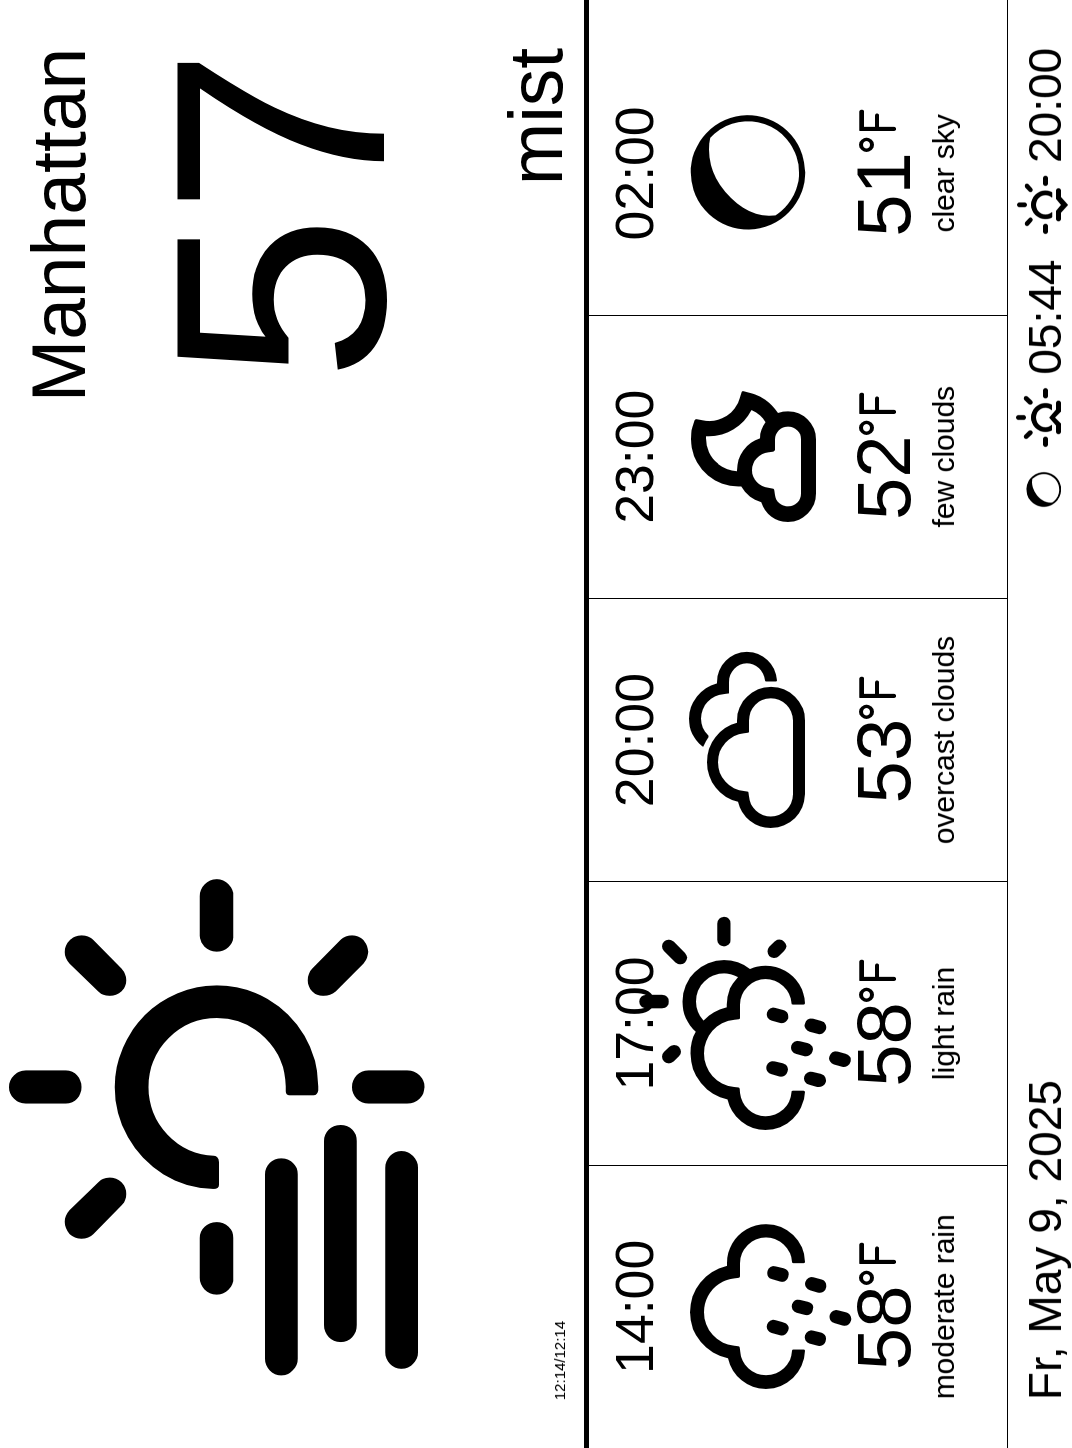 Manhattan
57
mist
12:14/12:14
14:00 17:00 20:00 23:00 02:00
58°F 58°F 53°F 52°F 51°F
moderate rain light rain overcast clouds few clouds clear sky
Fr, May 9, 2025 05:44 20:00